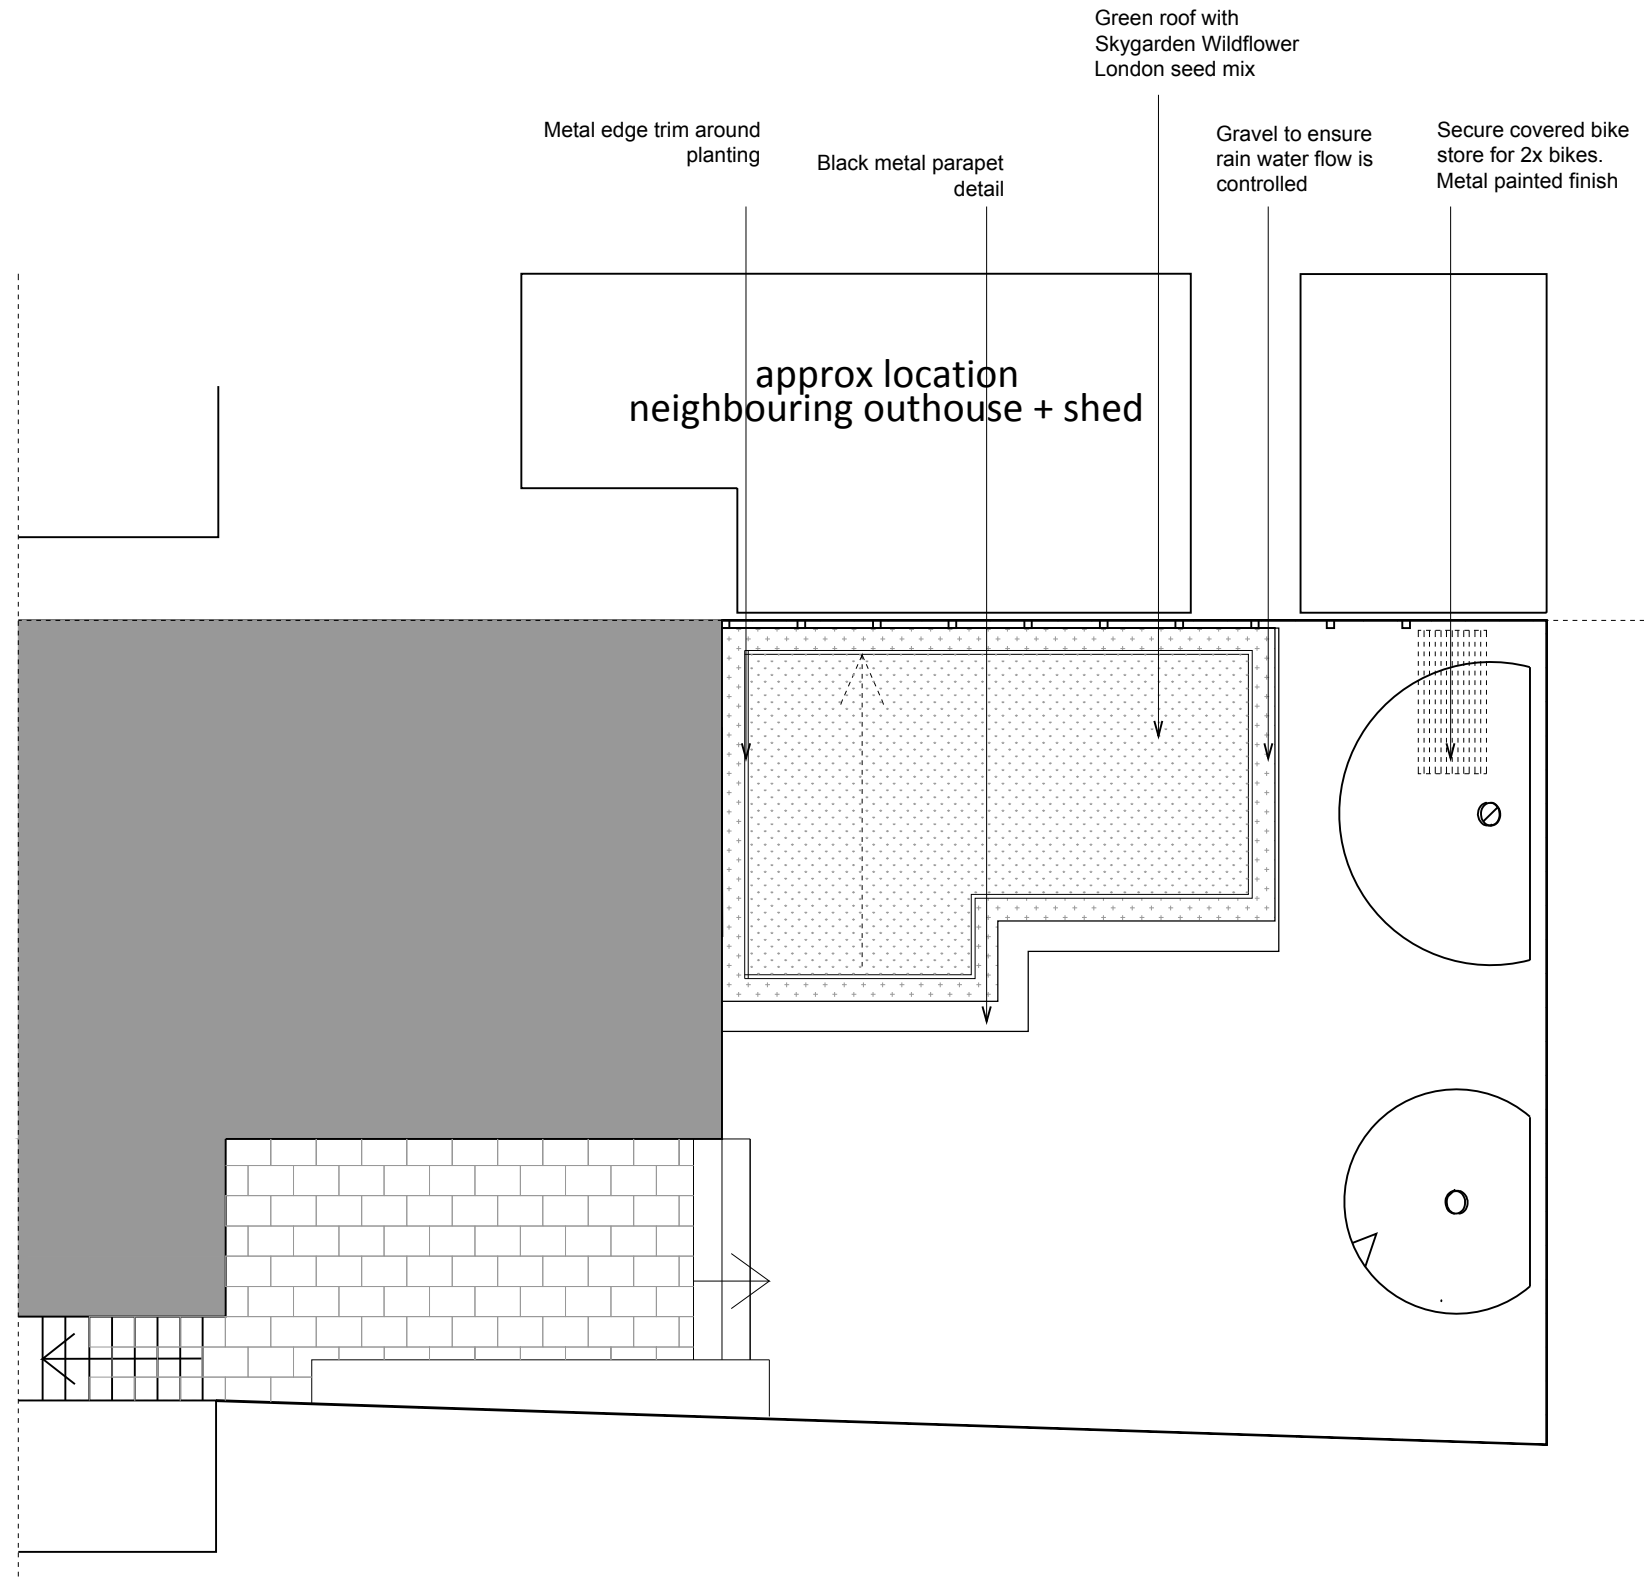 Green roof with
Skygarden Wildflower
London seed mix
Metal edge trim around
planting
Black metal parapet
detail
Gravel to ensure
rain water flow is
controlled
Secure covered bike
store for 2x bikes.
Metal painted finish
approx location
neighbouring outhouse + shed